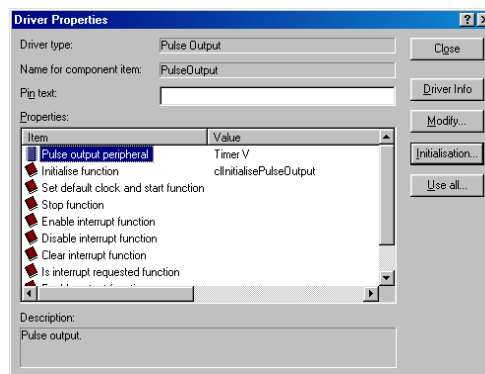 Driver Properties
Driver type:
Pulse Output
Close
Name for component item:
PulseOutput
Pin text:
Driver Info
Properties:
Modify...
Item
Value
Pulse output peripheral
Timer V
Initialisation...
Initialise function
clInitialisePulseOutput
Set default clock and start function
Use all...
Stop function
Enable interrupt function
Disable interrupt function
Clear interrupt function
Is interrupt requested function
Description:
Pulse output.